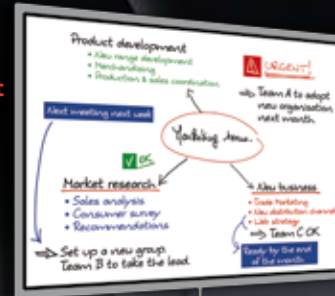 Product development
• New range development
• Merchandising
• Production & sales coordination
URGENT!
⇒ Team A to adopt
new organisation
next month.
Next meeting next week
OK
Market research
• Sales analysis
• Consumer survey
• Recommendations
⇒ Set up a new group.
Team B to take the lead.
New business
• Trade Marketing
• New distribution channel
• Web strategy
⇒ Team C OK
Ready by the end
of the month